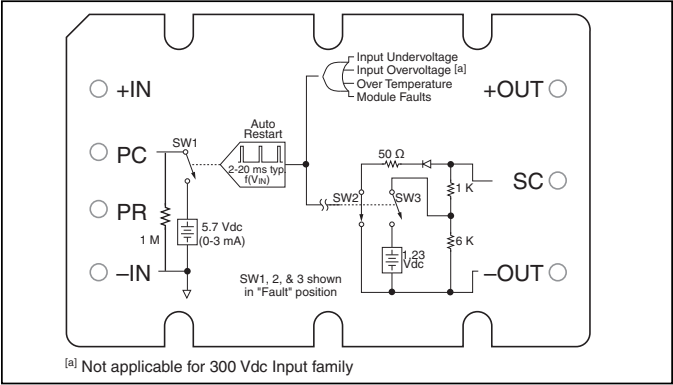 Input Undervoltage
Input Overvoltage [a]
Over Temperature
Module Faults
+IN
+OUT
Auto
Restart
SW1
PC
2-20 ms typ.
f(VIN)
50 Ω
SC
1 K
SW2
SW3
PR
5.7 Vdc
(0-3 mA)
1 M
6 K
1.23
Vdc
–IN
–OUT
SW1, 2, & 3 shown
in "Fault" position
[a] Not applicable for 300 Vdc Input family